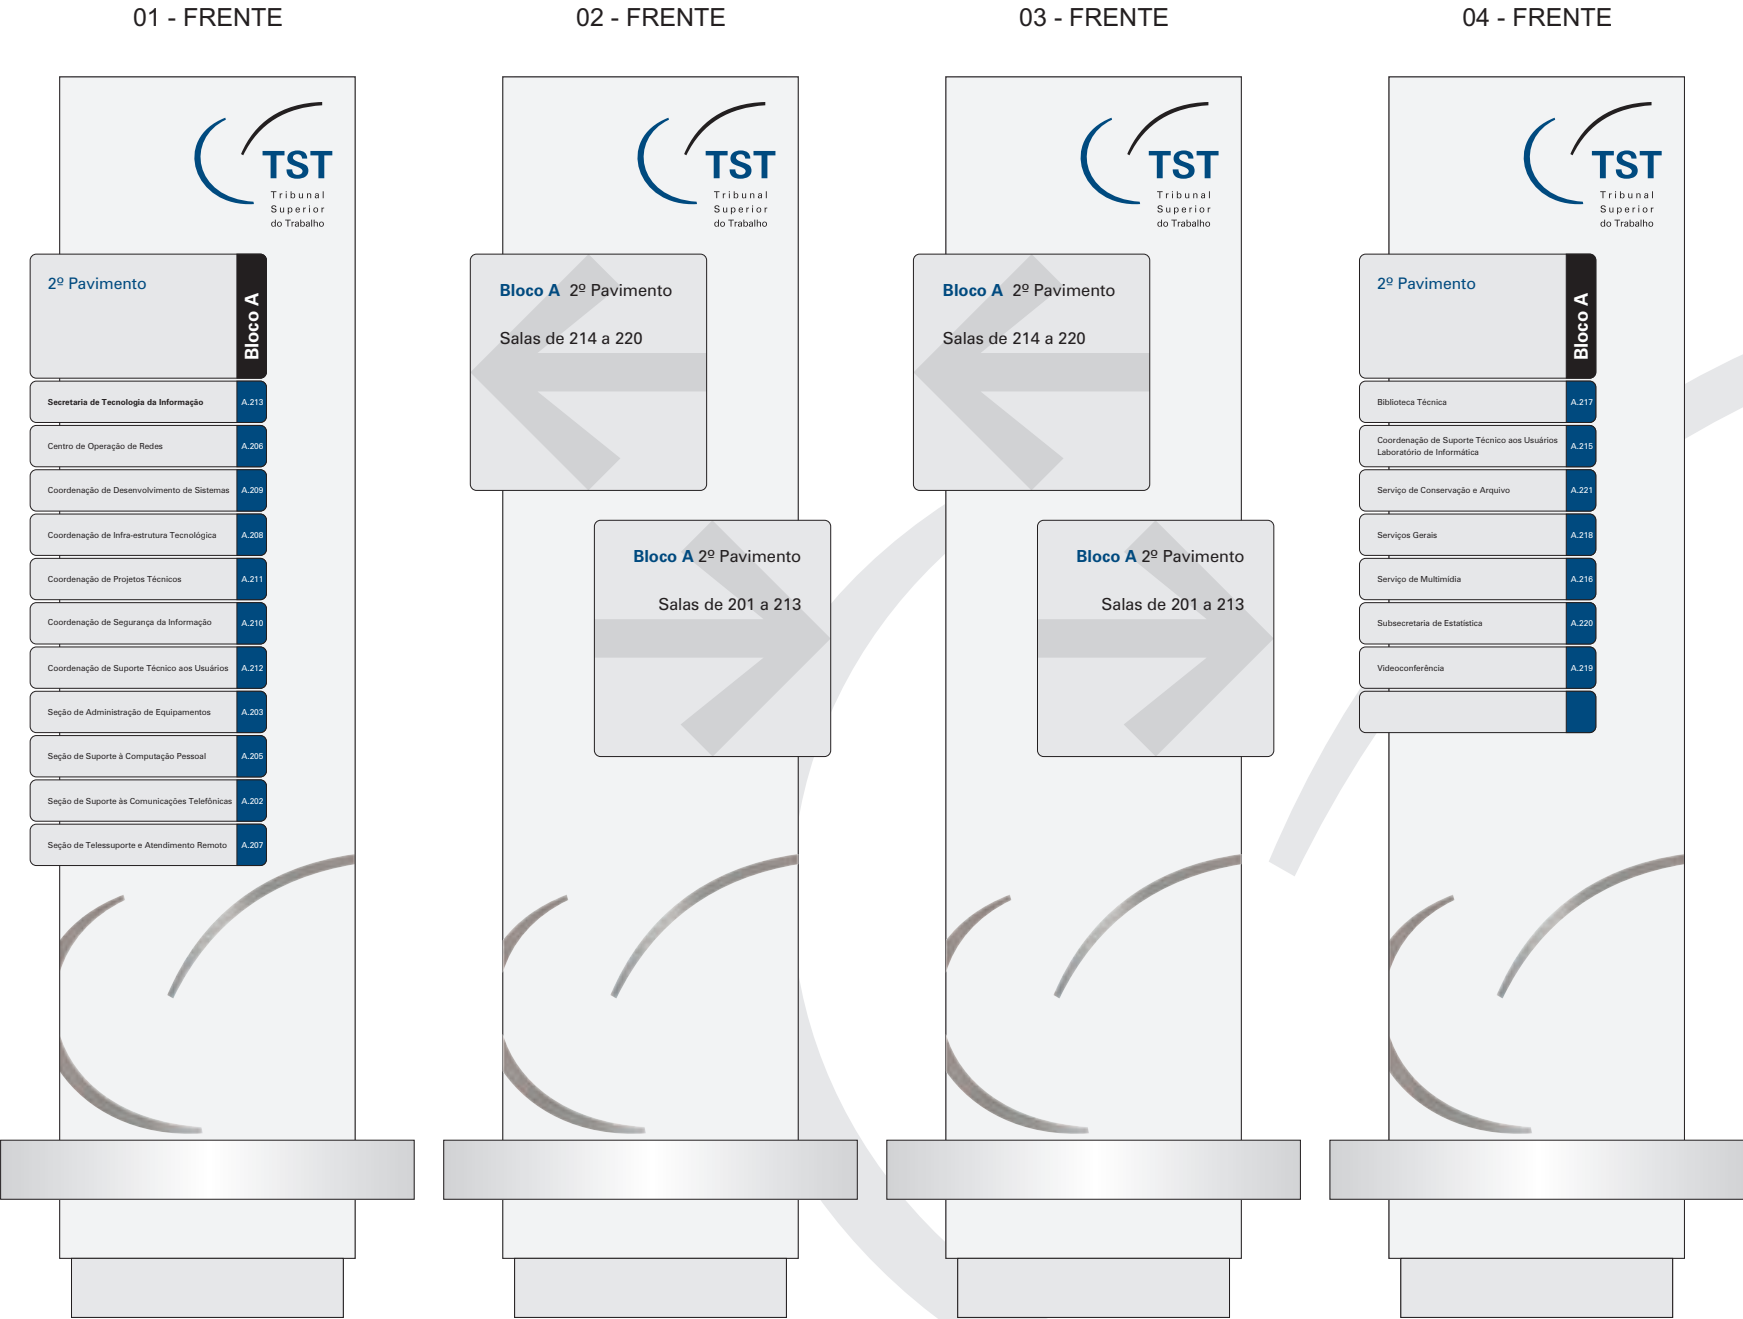 01 - FRENTE
TST
Tribunal
Superior
do Trabalho
2º Pavimento
Bloco A
Secretaria de Tecnologia da Informação A.213
Centro de Operação de Redes A.206
Coordenação de Desenvolvimento de Sistemas A.209
Coordenação de Infra-estrutura Tecnológica A.208
Coordenação de Projetos Técnicos A.211
Coordenação de Segurança da Informação A.210
Coordenação de Suporte Técnico aos Usuários A.212
Seção de Administração de Equipamentos A.203
Seção de Suporte à Computação Pessoal A.205
Seção de Suporte às Comunicações Telefônicas A.202
Seção de Telessuporte e Atendimento Remoto A.207
02 - FRENTE
TST
Tribunal
Superior
do Trabalho
Bloco A 2º Pavimento
Salas de 214 a 220
Bloco A 2º Pavimento
Salas de 201 a 213
03 - FRENTE
TST
Tribunal
Superior
do Trabalho
Bloco A 2º Pavimento
Salas de 214 a 220
Bloco A 2º Pavimento
Salas de 201 a 213
04 - FRENTE
TST
Tribunal
Superior
do Trabalho
2º Pavimento
Bloco A
Biblioteca Técnica A.217
Coordenação de Suporte Técnico aos Usuários
Laboratório de Informática A.215
Serviço de Conservação e Arquivo A.221
Serviços Gerais A.218
Serviço de Multimídia A.216
Subsecretaria de Estatística A.220
Videoconferência A.219